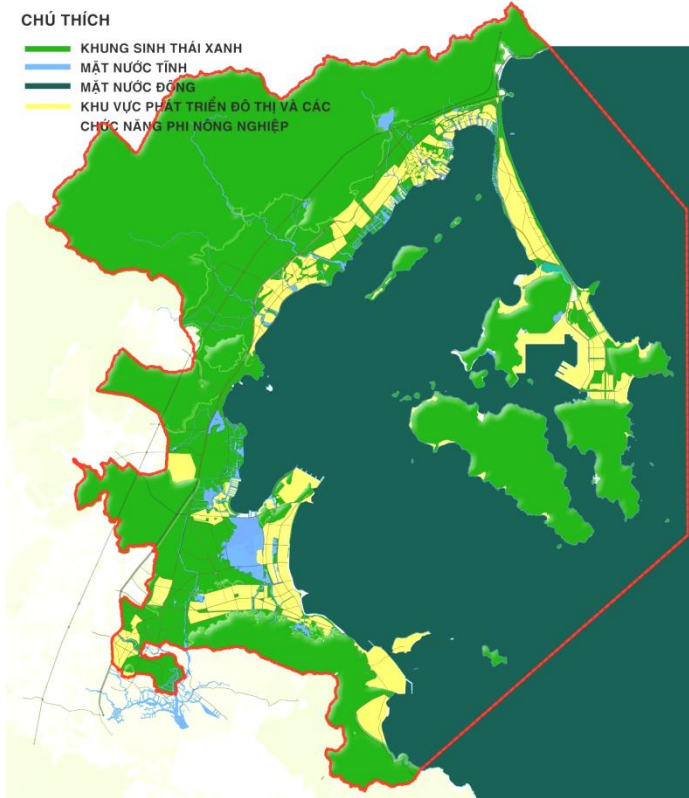 CHÚ THÍCH
KHUNG SINH THÁI XANH
MẶT NƯỚC TĨNH
MẶT NƯỚC ĐỘNG
KHU VỰC PHÁT TRIỂN ĐÔ THỊ VÀ CÁC
CHỨC NĂNG PHI NÔNG NGHIỆP